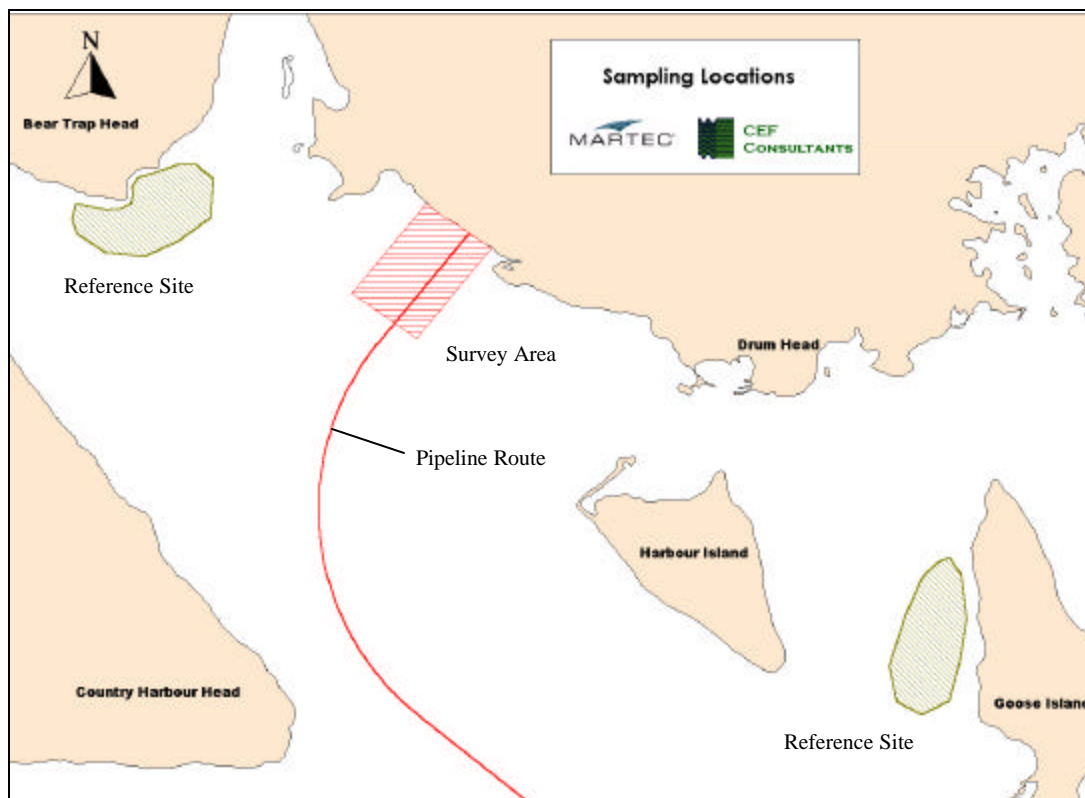 N
Sampling Locations
MARTEC
CEF
CONSULTANTS
Bear Trap Head
Reference Site
Survey Area
Drum Head
Pipeline Route
Harbour Island
Country Harbour Head
Goose Island
Reference Site